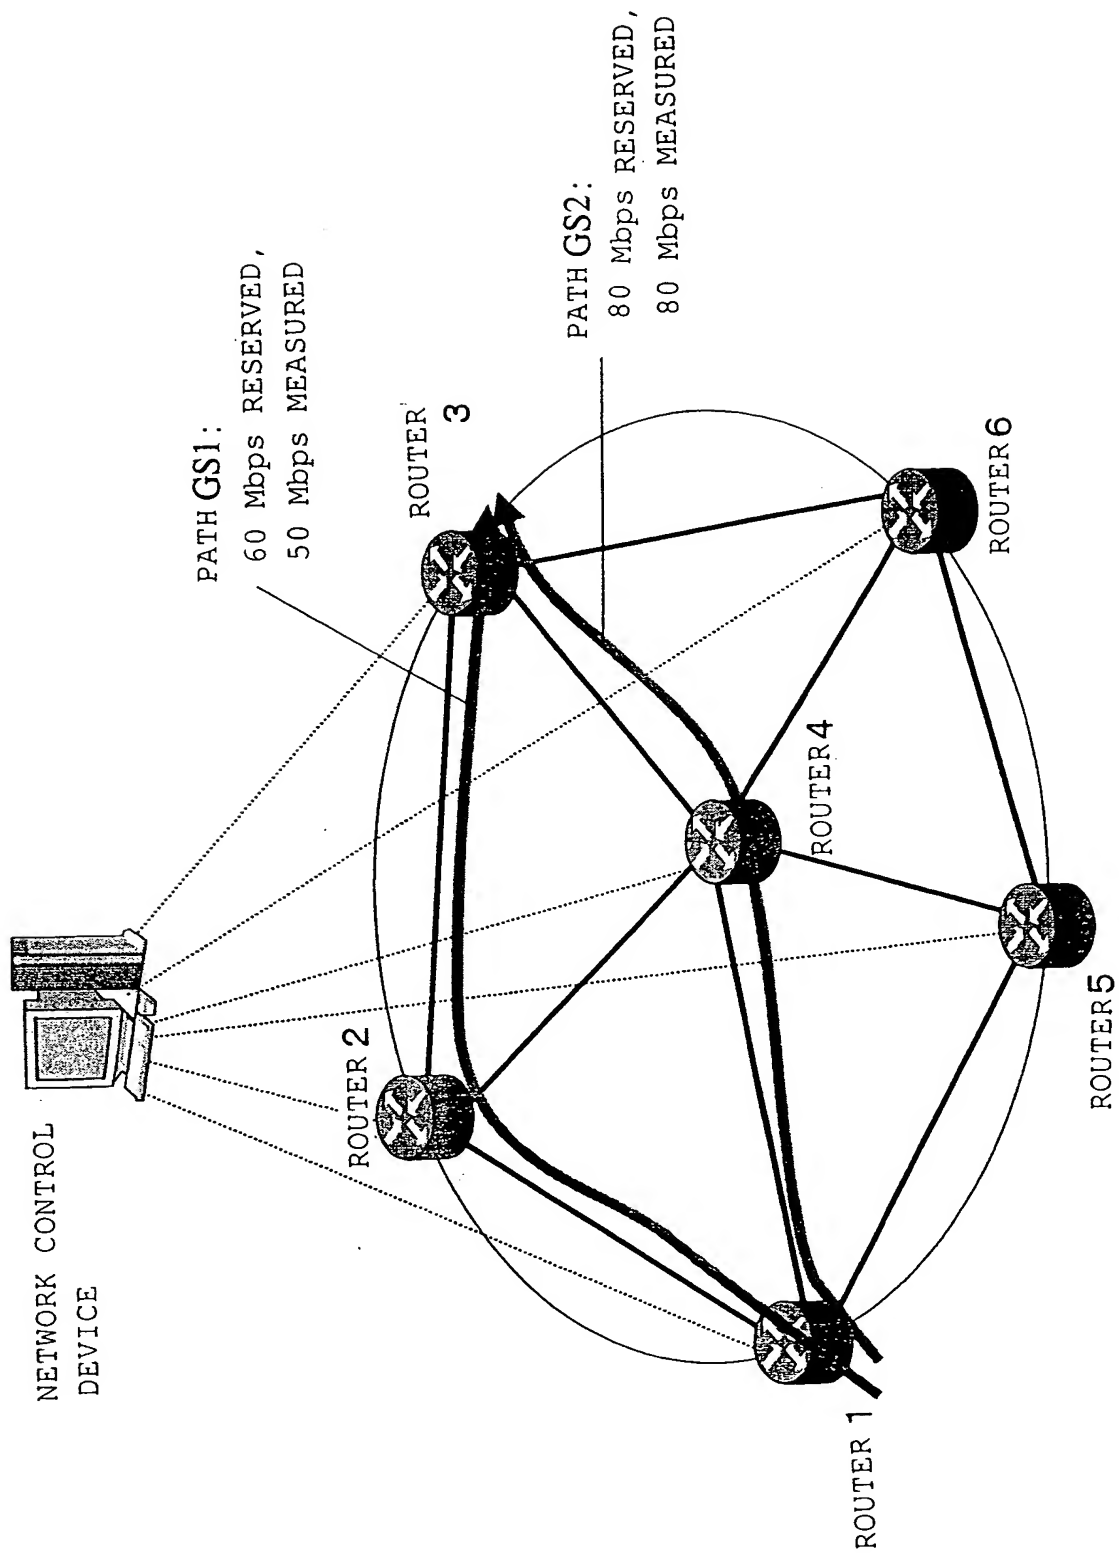 NETWORK CONTROL
DEVICE
PATH GS1:
60 Mbps RESERVED,
50 Mbps MEASURED
PATH GS2:
80 Mbps RESERVED,
80 Mbps MEASURED
ROUTER 2
ROUTER
3
ROUTER 4
ROUTER 1
ROUTER 5
ROUTER 6